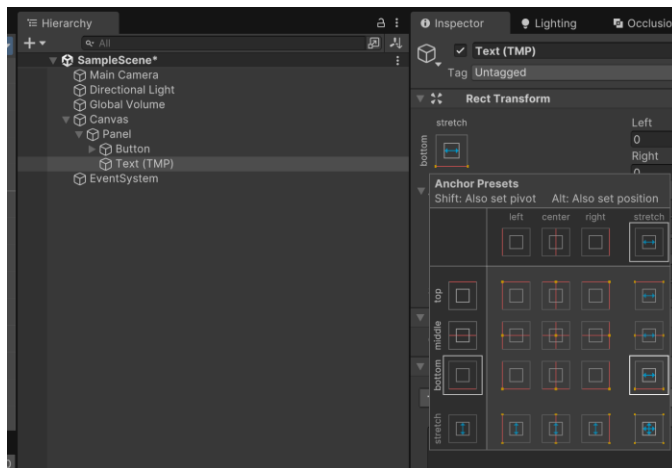 Hierarchy
All
SampleScene*
Main Camera
Directional Light
Global Volume
Canvas
Panel
Button
Text (TMP)
EventSystem
Inspector
Lighting
Occlusio
Text (TMP)
Tag Untagged
Rect Transform
stretch
Left
bottom
0
Right
0
Anchor Presets
Shift: Also set pivot Alt: Also set position
left center right stretch
top
middle
bottom
stretch